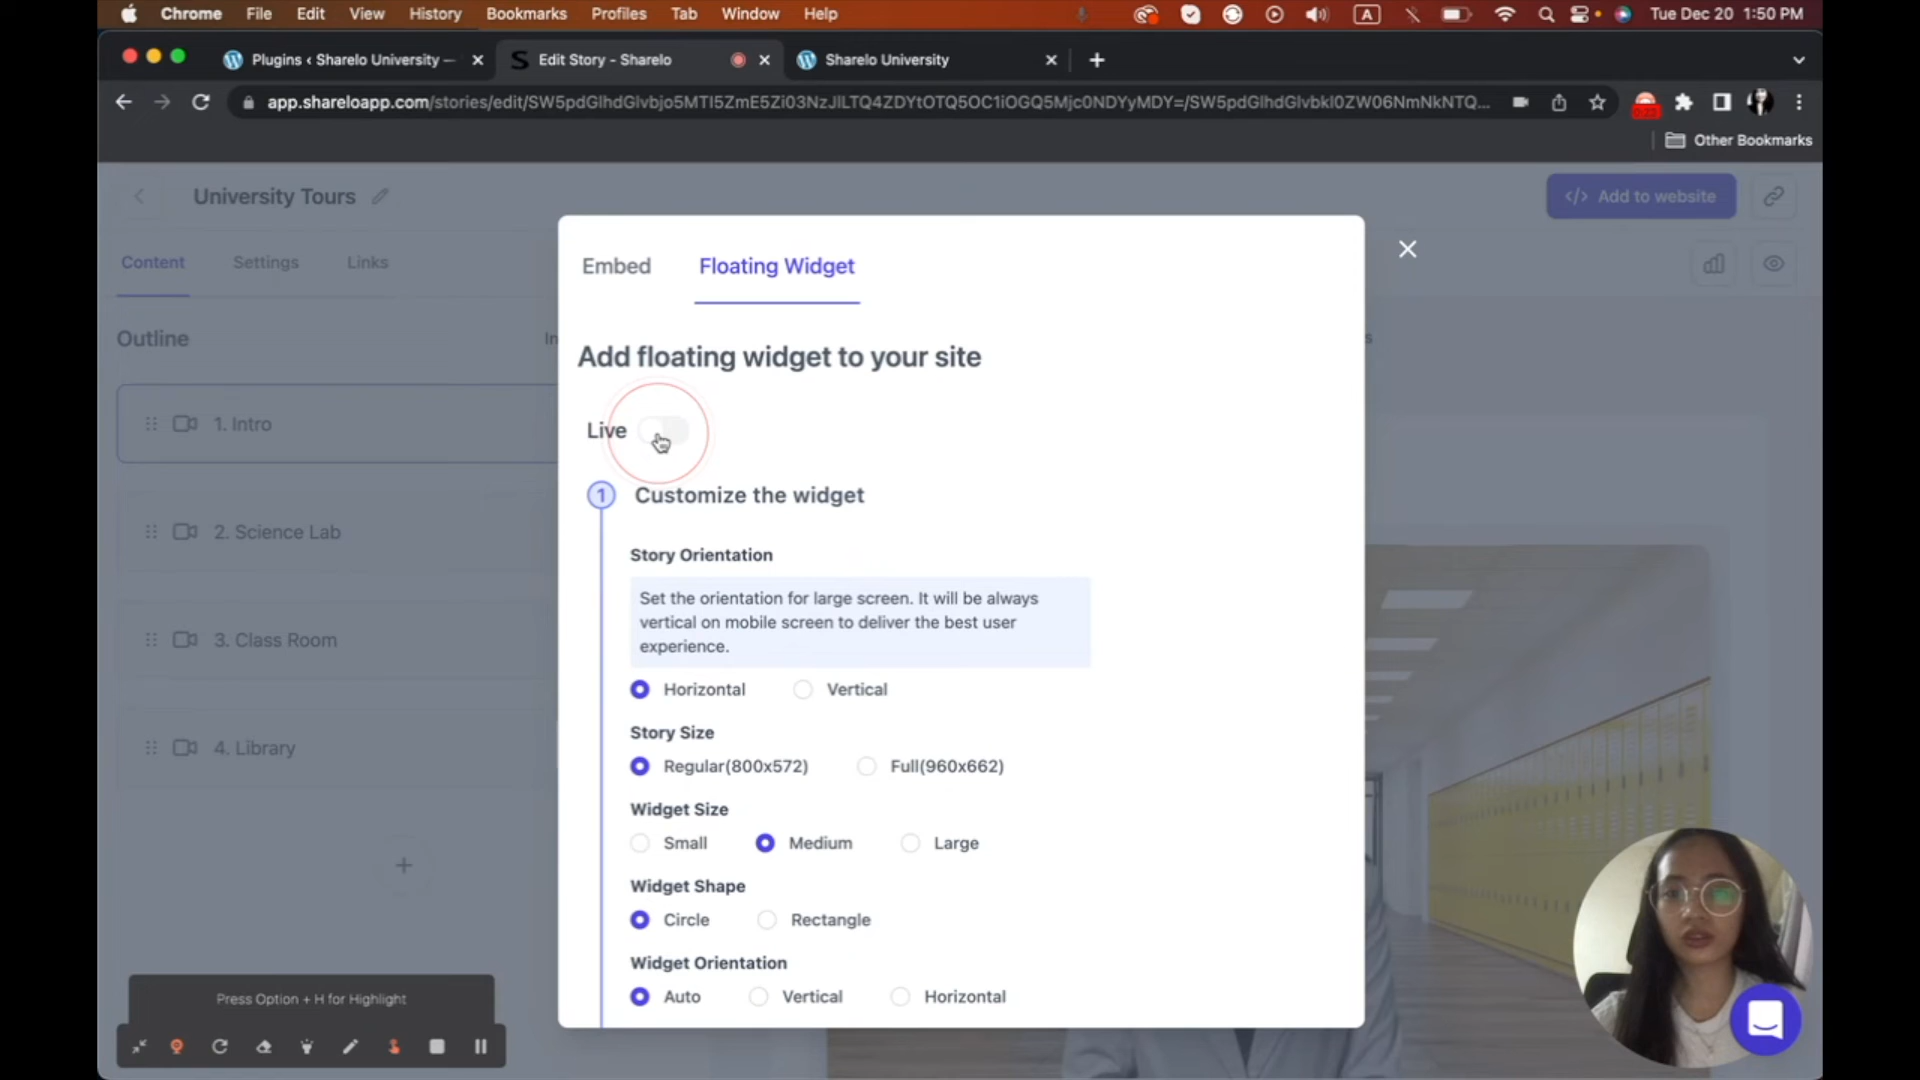 Chrome File Edit View History Bookmarks Profiles Tab Window Help A Tue Dec 20 1:50 PM
Plugins ‹ Sharelo University — Edit Story - Sharelo Sharelo University
app.shareloapp.com/stories/edit/SW5pdGlhdGlvbjo5MTI5ZmE5Zi03NzJlLTQ4ZDYtOTQ5OC1iOGQ5Mjc0NDYyMDY=/SW5pdGlhdGlvbkl0ZW06NmNkNTQ...
Other Bookmarks
University Tours
</> Add to website
Content Settings Links
Embed Floating Widget
Outline
Add floating widget to your site
1. Intro
Live
1 Customize the widget
2. Science Lab
Story Orientation
Set the orientation for large screen. It will be always
vertical on mobile screen to deliver the best user
experience.
3. Class Room
Horizontal Vertical
Story Size
4. Library
Regular(800x572) Full(960x662)
Widget Size
Small Medium Large
Widget Shape
Circle Rectangle
Widget Orientation
Auto Vertical Horizontal
Press Option + H for Highlight